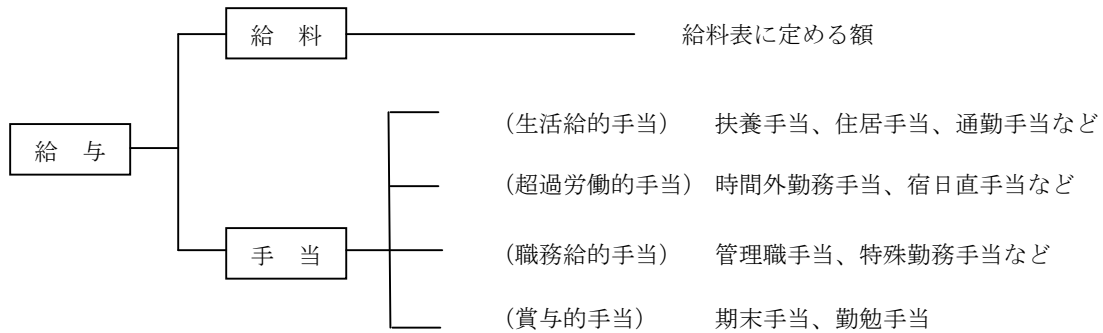 給 料 給料表に定める額
(生活給的手当) 扶養手当、住居手当、通勤手当など
給 与
(超過労働的手当) 時間外勤務手当、宿日直手当など
手 当 (職務給的手当) 管理職手当、特殊勤務手当など
(賞与的手当) 期末手当、勤勉手当